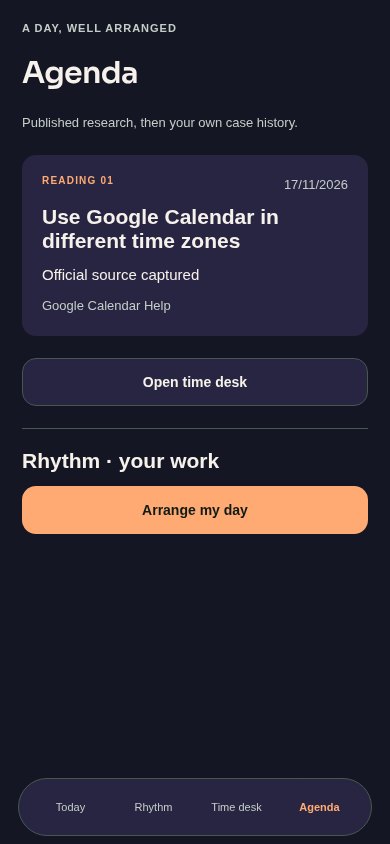 A DAY, WELL ARRANGED
Agenda
Published research, then your own case history.
READING 01
17/11/2026
Use Google Calendar in
different time zones
Official source captured
Google Calendar Help
Open time desk
Rhythm · your work
Arrange my day
Today Rhythm Time desk Agenda